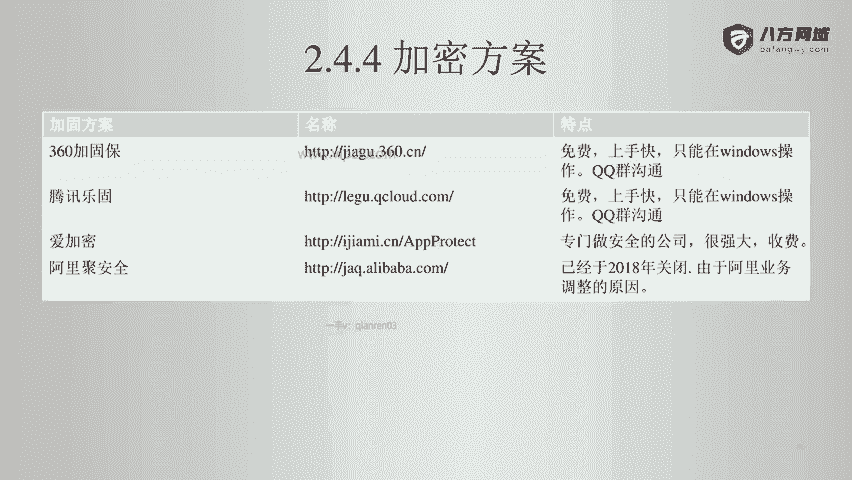 八方网域
bafangwy.com
2.4.4 加密方案
加固方案 名称 特点
360加固保 http://jiagu.360.cn/ 免费，上手快，只能在windows操
作。QQ群沟通
腾讯乐固 http://legu.qcloud.com/ 免费，上手快，只能在windows操
作。QQ群沟通
爱加密 http://ijiami.cn/AppProtect 专门做安全的公司，很强大，收费。
阿里聚安全 http://jaq.alibaba.com/ 已经于2018年关闭. 由于阿里业务
调整的原因。
一手v：qianren03